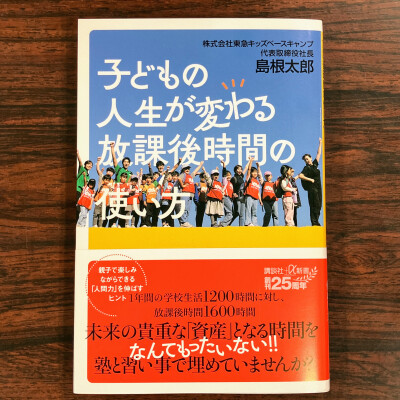 株式会社東急キッズベースキャンプ
代表取締役社長
島根太郎
子どもの
人生が変わる
放課後時間の
使い方
親子で楽しみ
ながらできる
「人間力」を伸ばす
ヒント
講談社+α新書
創刊25周年
1年間の学校生活1200時間に対し、
放課後時間1600時間
未来の貴重な「資産」となる時間を
なんてもったいない!!
塾と習い事で埋めていませんか?